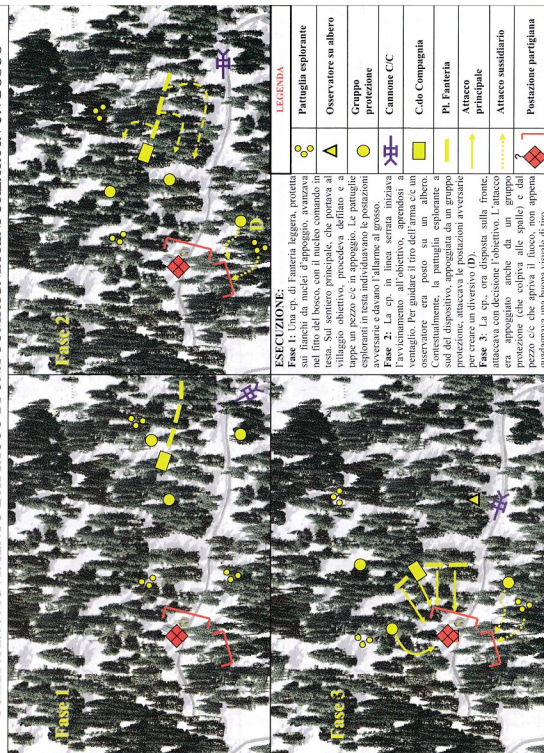 Fase 1
Fase 2
D
Fase 3
ESECUZIONE:
Fase 1: Una cp. di fanteria leggera, protetta
sui fianchi da nuclei d'appoggio, avanzava
nel fitto del bosco, con il nucleo comando in
testa. Sul sentiero principale, che portava al
villaggio obiettivo, procedeva defilato e a
tappe un pezzo c/c in appoggio. Le pattuglie
esploranti in testa individuavano le postazioni
avversarie e davano l'allarme al grosso.
Fase 2: La cp. in linea serrata iniziava
l'avvicinamento all'obiettivo, aprendosi a
ventaglio. Per guidare il tiro dell'arma c/c un
osservatore era posto su un albero.
Contestualmente, la pattuglia esplorante a
sud del dispositivo, appoggiata da un gruppo
protezione, attaccava le postazioni avversarie
per creare un diversivo (D).
Fase 3: La cp., ora disposta sulla fronte,
attaccava con decisione l'obiettivo. L'attacco
era appoggiato anche da un gruppo
protezione (che colpiva alle spalle) e dal
pezzo c/c che apriva il fuoco non appena
LEGENDA
Pattuglia esplorante
Osservatore su albero
Gruppo
protezione
Cannone C/C
C.do Compagnia
Pl. Fanteria
Attacco
principale
Attacco sussidiario
?
Postazione partigiana